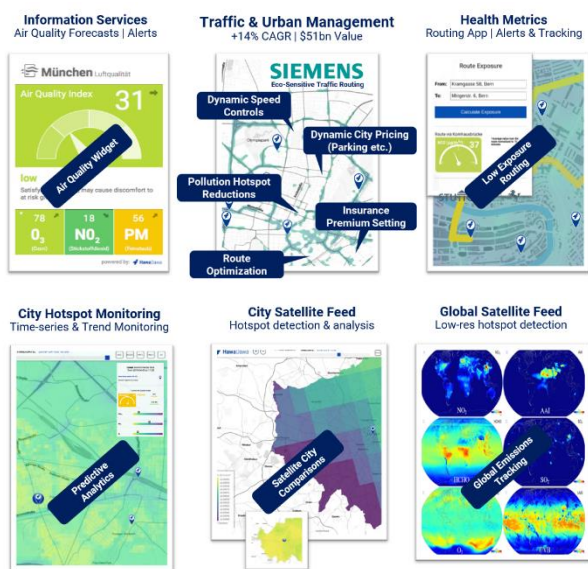 Information Services
Air Quality Forecasts | Alerts
München Luftqualität
Air Quality Index
31
low
Air Quality Widget
78
O3
18
NO2
56
PM
powered by: HawaDawa
Traffic & Urban Management
+14% CAGR | $51bn Value
SIEMENS
Eco-Sensitive Traffic Routing
Dynamic Speed
Controls
Dynamic City Pricing
(Parking etc.)
Pollution Hotspot
Reductions
Insurance
Premium Setting
Route
Optimization
Health Metrics
Routing App | Alerts & Tracking
Route Exposure
From:
To:
Calculate Exposure
37
Low Exposure
Routing
City Hotspot Monitoring
Time-series & Trend Monitoring
Predictive
Analytics
City Satellite Feed
Hotspot detection & analysis
HawaDawa
Satellite City
Comparisons
Global Satellite Feed
Low-res hotspot detection
NO2
AAI
HCHO
SO2
Global Emissions
Tracking
O3